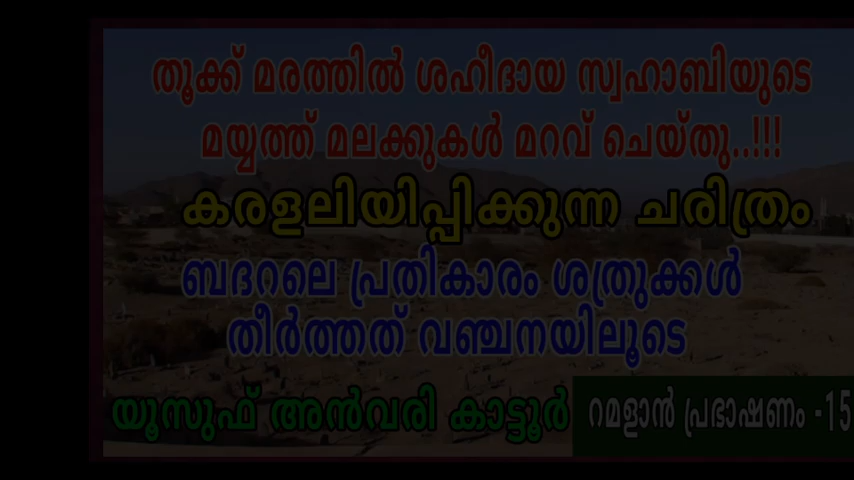 തൂക്ക് മരത്തിൽ ശഹീദായ സ്വഹാബിയുടെ
മയ്യത്ത് മലക്കുകൾ മറവ് ചെയ്തു..!!!
കരളലിയിപ്പിക്കുന്ന ചരിത്രം
ബദറലെ പ്രതികാരം ശത്രുക്കൾ
തീർത്തത് വഞ്ചനയിലൂടെ
യൂസുഫ് അൻവരി കാട്ടൂർ
റമളാൻ പ്രഭാഷണം -15